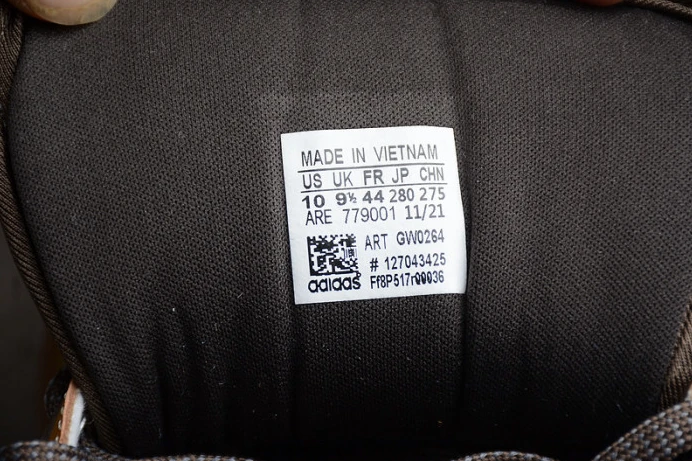 MADE IN VIETNAM
US UK FR JP CHN
10 9½ 44 280 275
ARE 779001 11/21
ART GW0264
# 127043425
adidas Ff8P517r00036